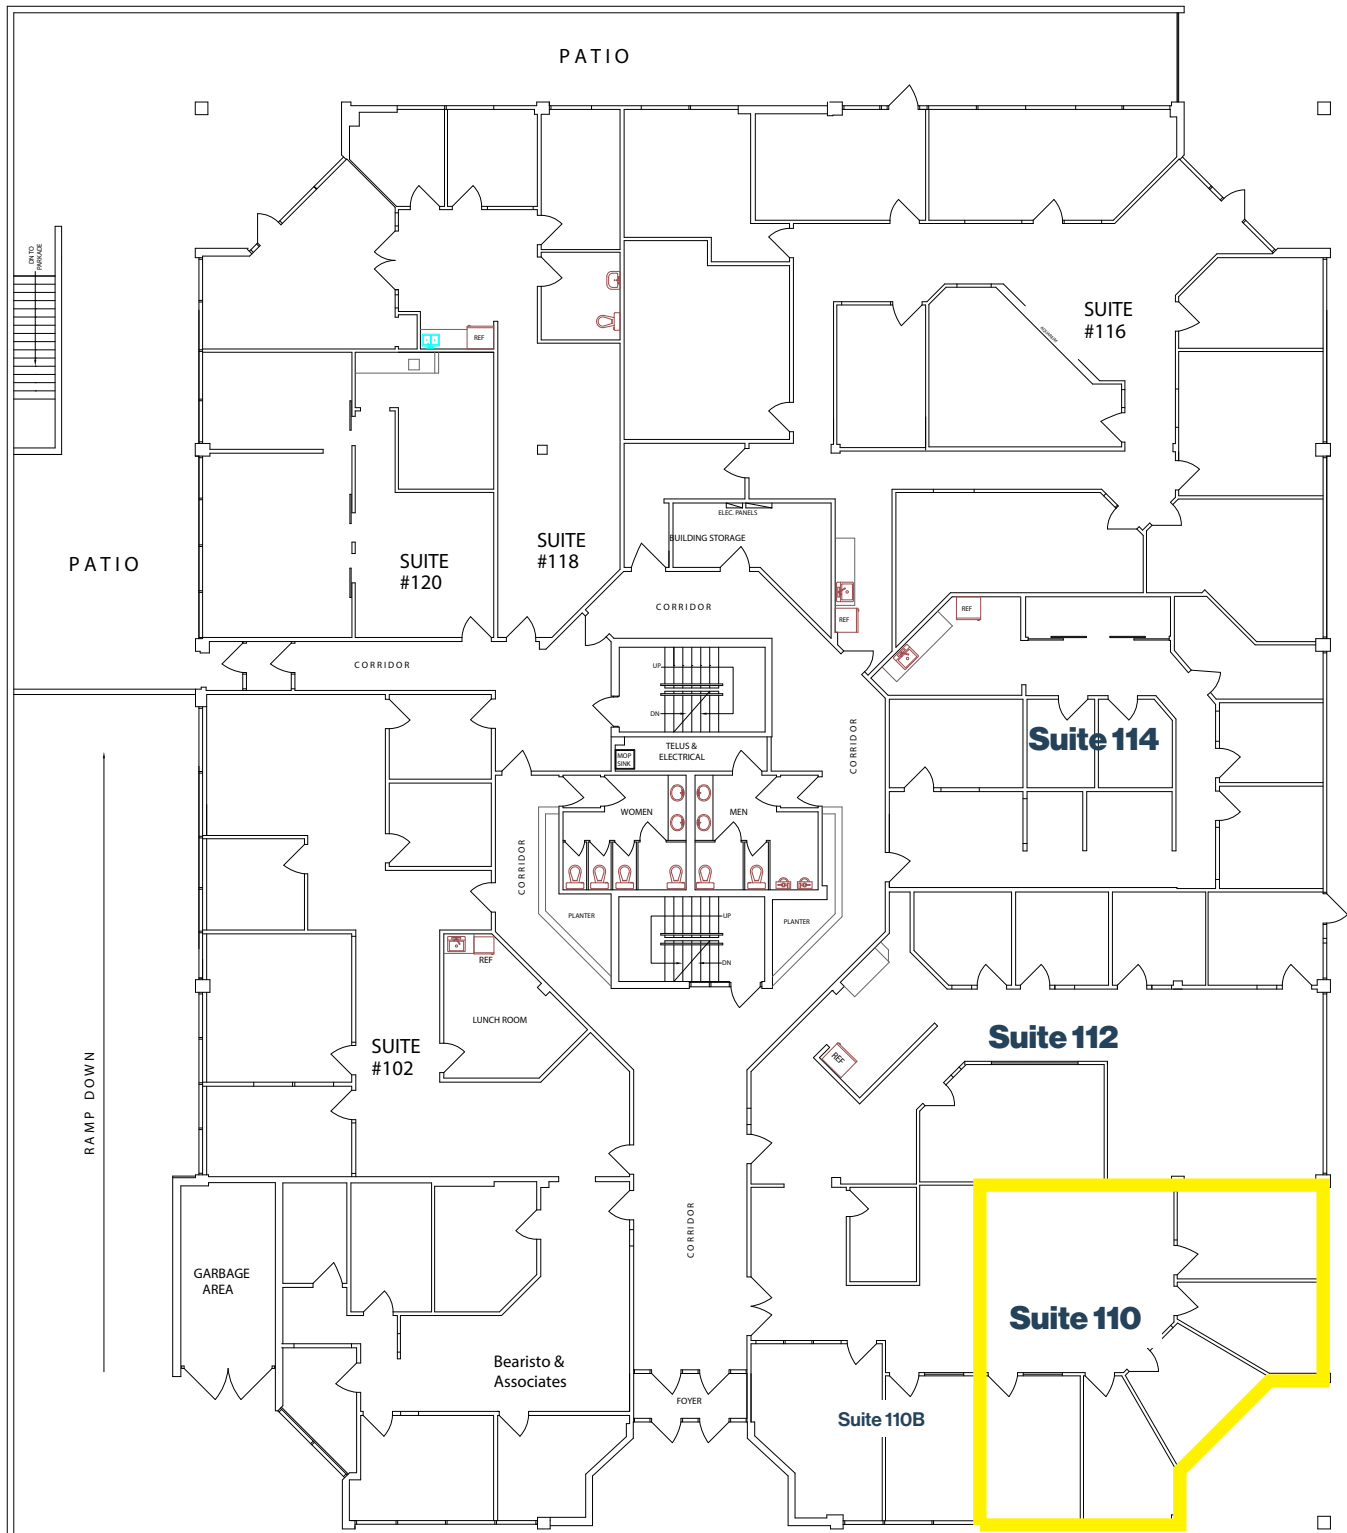 PATIO
DN TO
PARKADE
SUITE
#116
AQUARIUM
REF
ELEC. PANELS
BUILDING STORAGE
SUITE
#118
SUITE
#120
PATIO
CORRIDOR
REF
REF
CORRIDOR
UP
DN
CORRIDOR
Suite 114
TELUS &
ELECTRICAL
MOP
SINK
WOMEN
MEN
CORRIDOR
PLANTER
UP
PLANTER
DN
REF
LUNCH ROOM
SUITE
#102
Suite 112
REF
RAMP DOWN
CORRIDOR
GARBAGE
AREA
Suite 110
Bearisto &
Associates
FOYER
Suite 110B